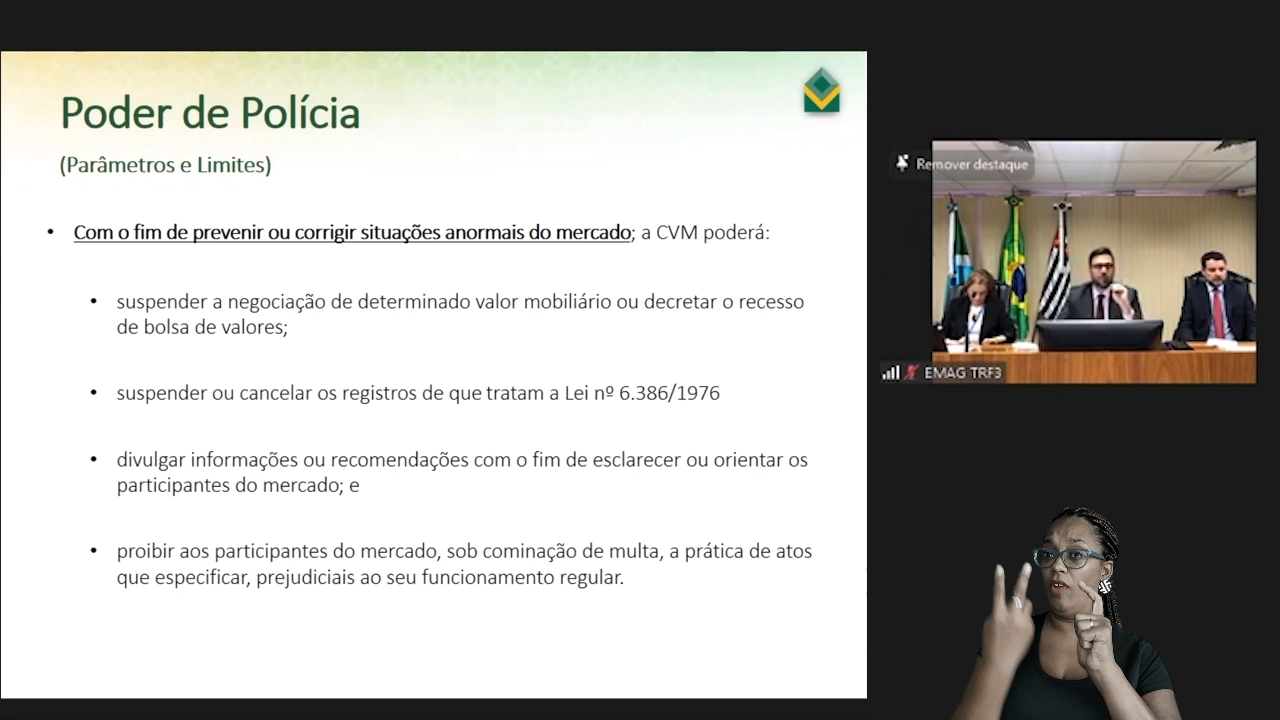 Poder de Polícia
(Parâmetros e Limites)
• Com o fim de prevenir ou corrigir situações anormais do mercado; a CVM poderá:
• suspender a negociação de determinado valor mobiliário ou decretar o recesso
de bolsa de valores;
• suspender ou cancelar os registros de que tratam a Lei nº 6.386/1976
• divulgar informações ou recomendações com o fim de esclarecer ou orientar os
participantes do mercado; e
• proibir aos participantes do mercado, sob cominação de multa, a prática de atos
que especificar, prejudiciais ao seu funcionamento regular.
Remover destaque
EMAG TRF3